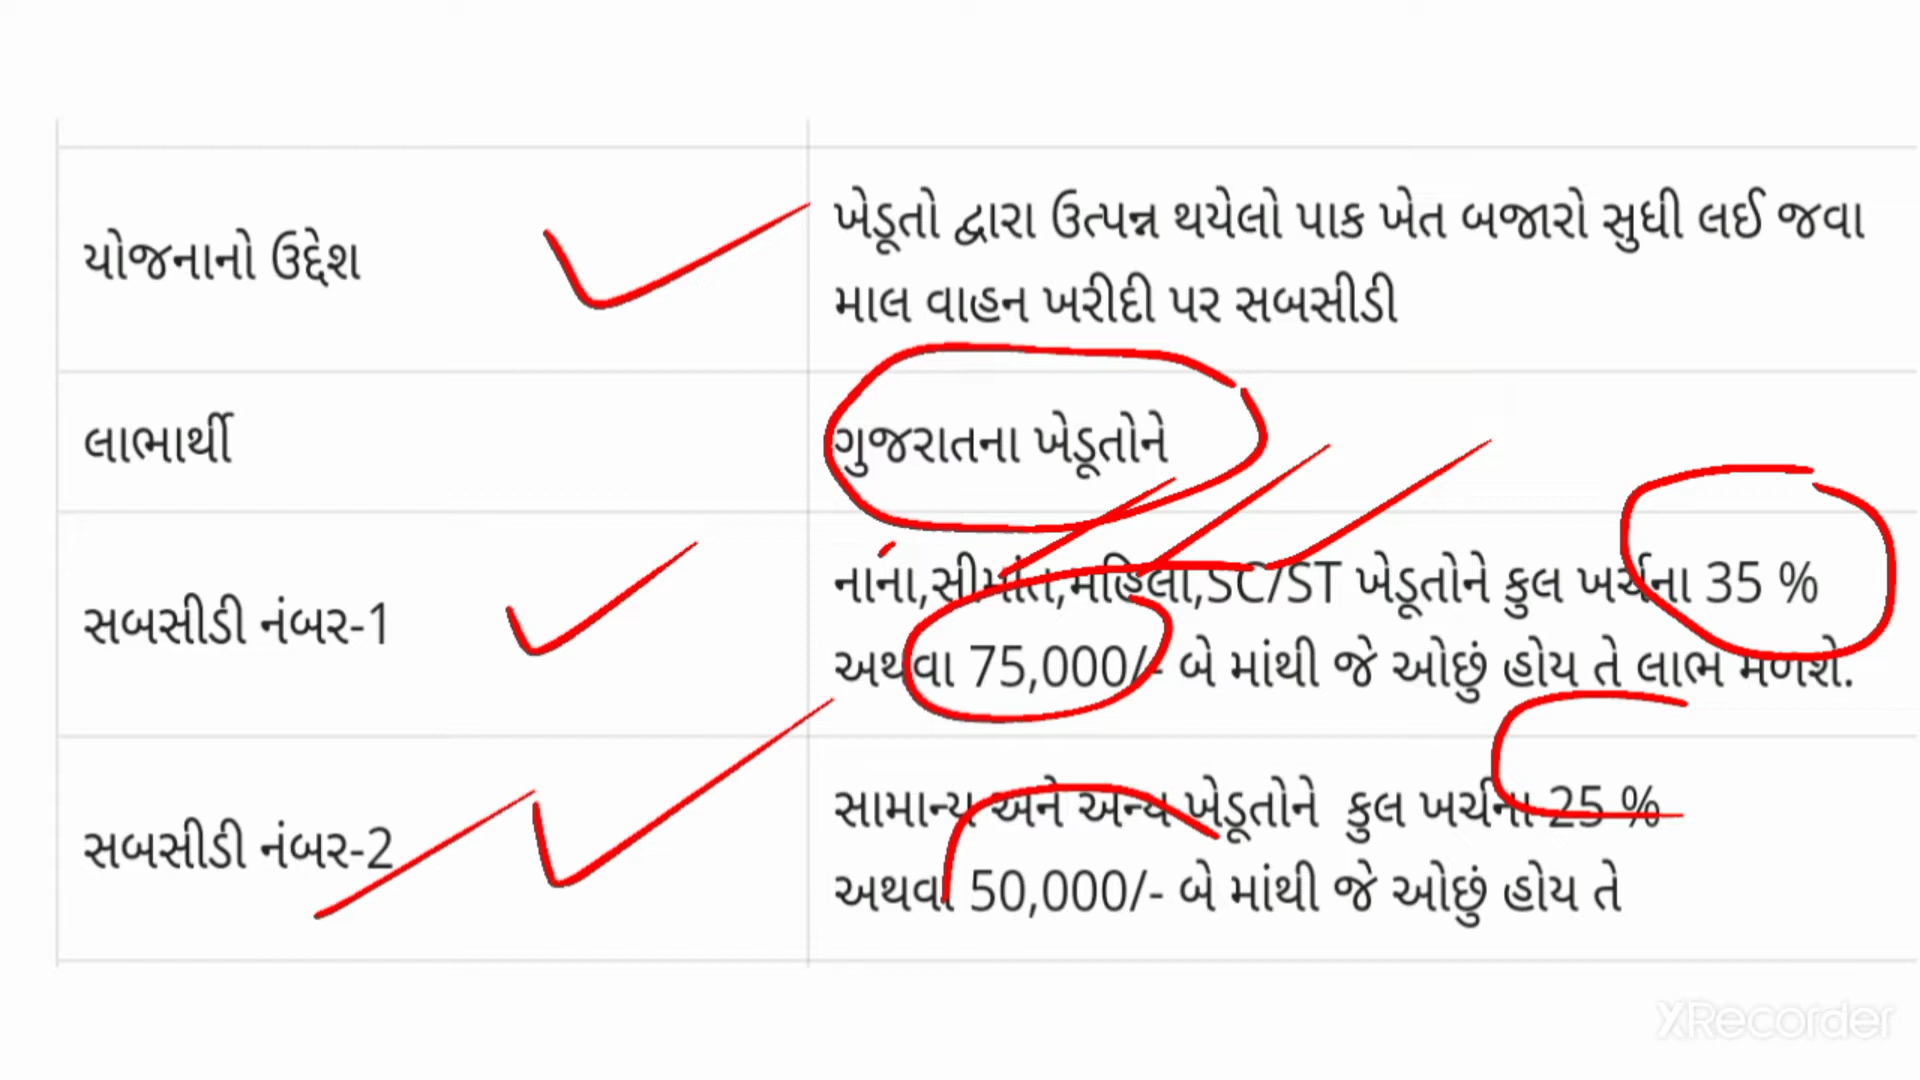 યોજનાનો ઉદ્દેશ
ખેડૂતો દ્વારા ઉત્પન્ન થયેલો પાક ખેત બજારો સુધી લઈ જવા
માલ વાહન ખરીદી પર સબસીડી
લાભાર્થી
ગુજરાતના ખેડૂતોને
સબસીડી નંબર-1
નાના,સીમાંત,મહિલા,SC/ST ખેડૂતોને કુલ ખર્ચના 35 %
અથવા 75,000/- બે માંથી જે ઓછું હોય તે લાભ મળશે.
સબસીડી નંબર-2
સામાન્ય અને અન્ય ખેડૂતોને કુલ ખર્ચના 25 %
અથવા 50,000/- બે માંથી જે ઓછું હોય તે
XRecorder